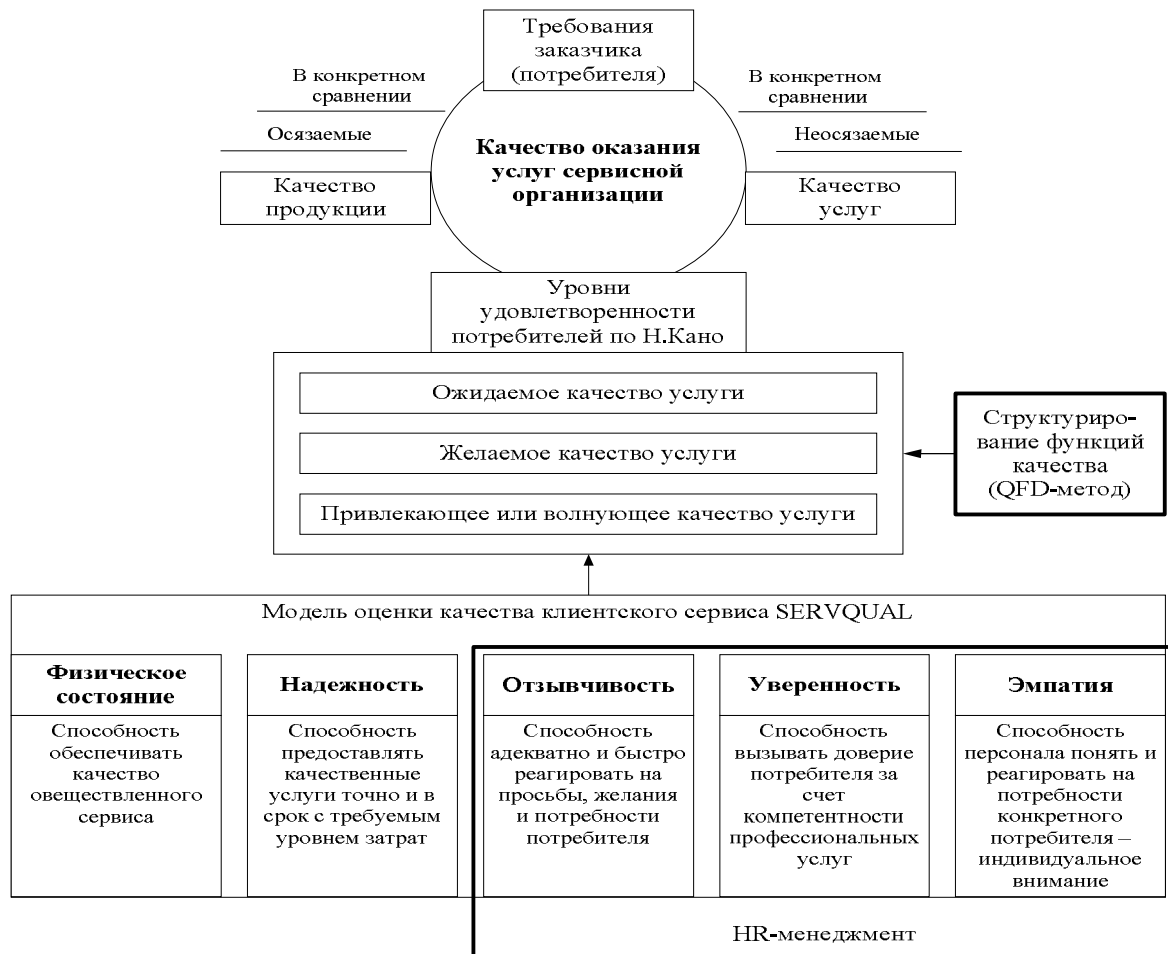 Требования
заказчика
(потребителя)
В конкретном
сравнении
Осязаемые
Качество
продукции
Качество оказания
услуг сервисной
организации
В конкретном
сравнении
Неосязаемые
Качество
услуг
Уровни
удовлетворенности
потребителей по Н.Кано
Ожидаемое качество услуги
Желаемое качество услуги
Привлекающее или волнующее качество услуги
Структуриро-
вание функций
качества
(QFD-метод)
Модель оценки качества клиентского сервиса SERVQUAL
Физическое
состояние
Способность
обеспечивать
качество
овеществленного
сервиса
Надежность
Способность
предоставлять
качественные
услуги точно и в
срок с требуемым
уровнем затрат
Отзывчивость
Способность
адекватно и быстро
реагировать на
просьбы, желания
и потребности
потребителя
Уверенность
Способность
вызывать доверие
потребителя за
счет
компетентности
профессиональных
услуг
Эмпатия
Способность
персонала понять и
реагировать на
потребности
конкретного
потребителя –
индивидуальное
внимание
HR-менеджмент